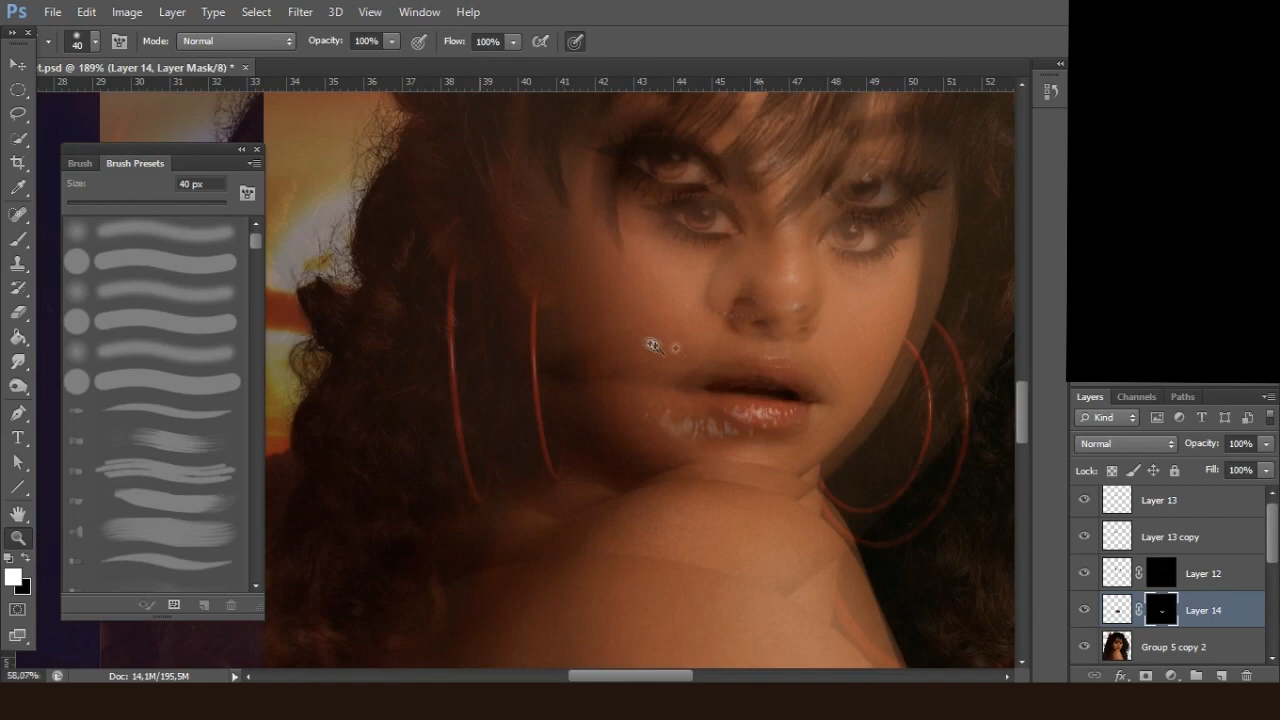 Ps File Edit Image Layer Type Select Filter 3D View Window Help
40 Mode: Normal Opacity: 100% Flow: 100%
t.psd @ 189% (Layer 14, Layer Mask/8) * ×
28 29 30 31 32 33 34 35 36 37 38 39 40 41 42 43 44 45 46 47 48 49 50 51 52
Brush Brush Presets
Size: 40 px
Layers Channels Paths
Kind
Normal Opacity: 100%
Lock: Fill: 100%
Layer 13
Layer 13 copy
Layer 12
Layer 14
Group 5 copy 2
5
58,07% Doc: 14,1M/195,5M